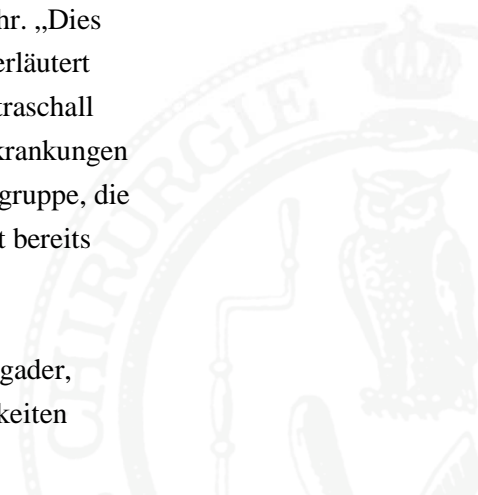 hr. „Dies
erläutert
traschall
krankungen
gruppe, die
t bereits
gader,
keiten
CHIRURGIE